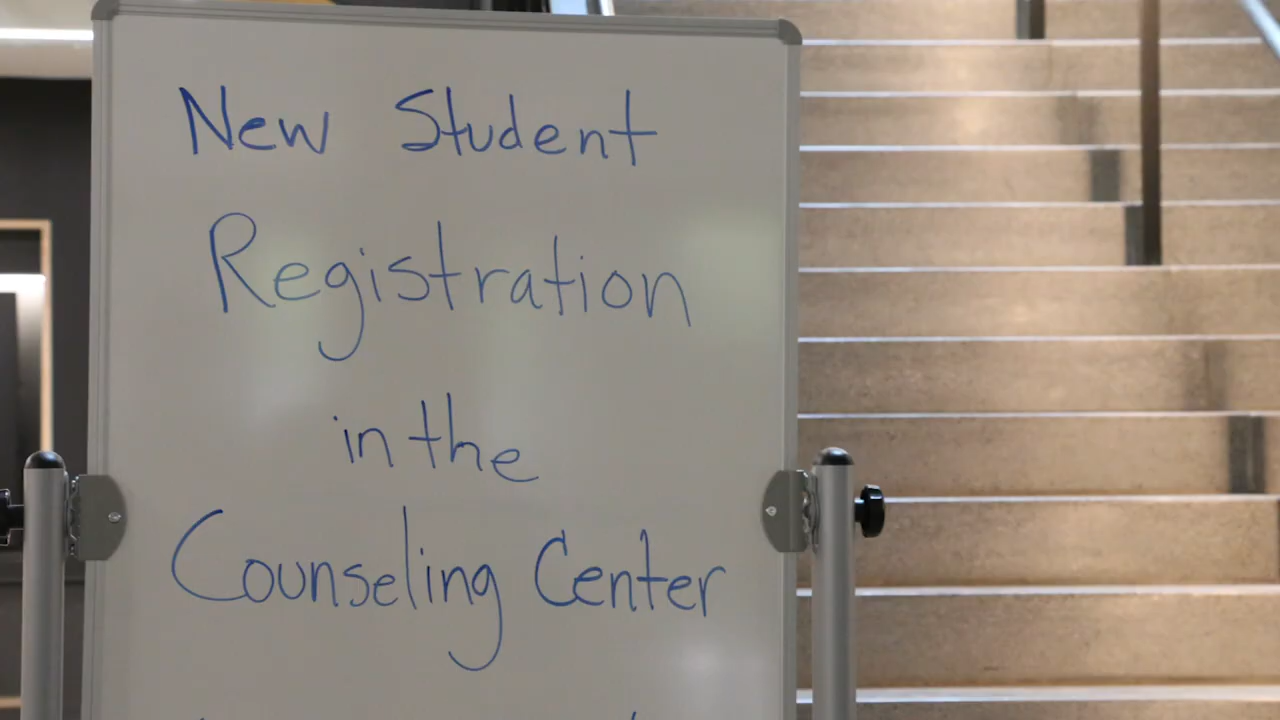 New Student
Registration
in the
Counseling Center